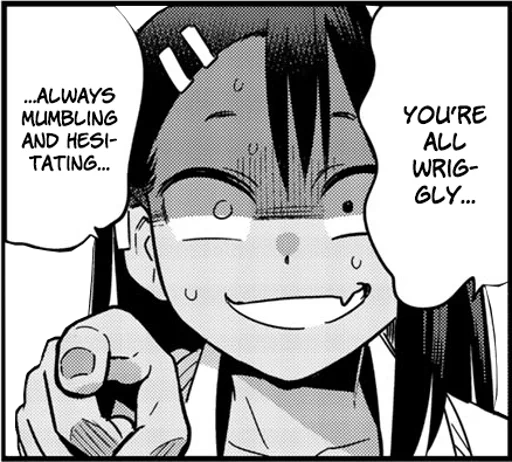 YOU'RE
ALL
WRIG-
GLY...
...ALWAYS
MUMBLING
AND HESI-
TATING...